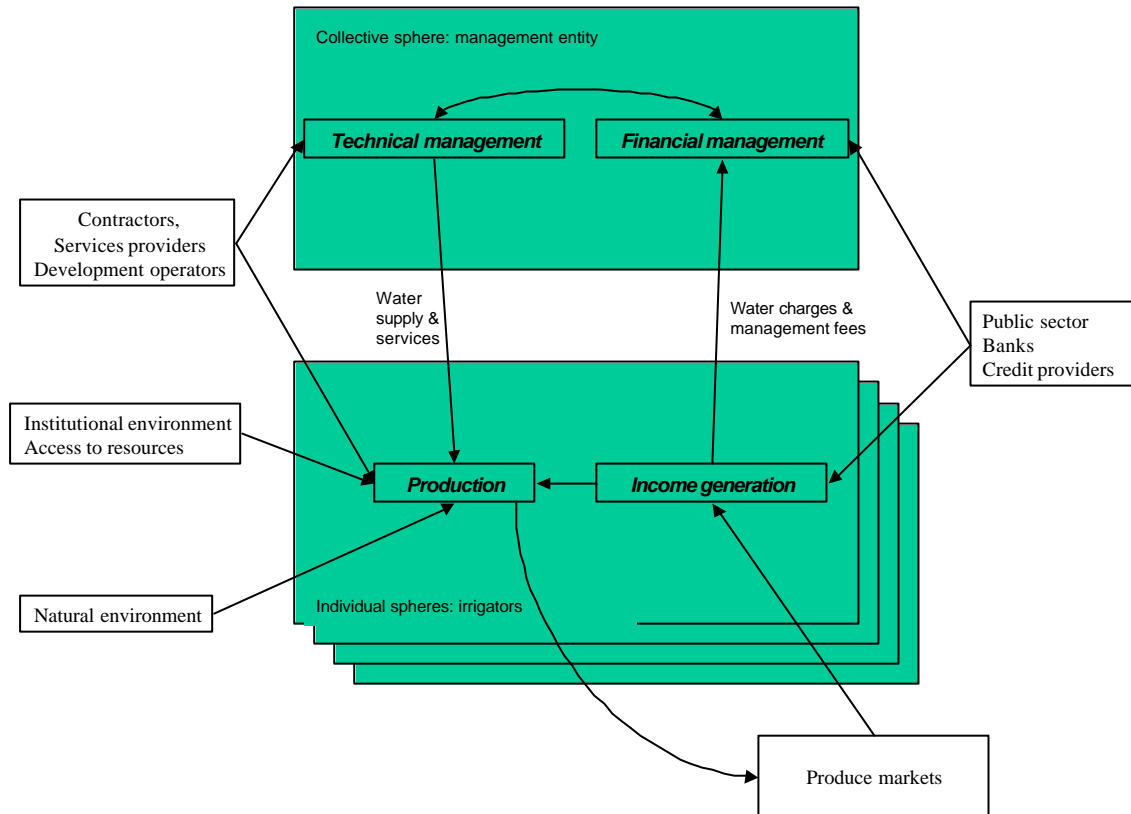 Collective sphere: management entity
Technical management
Financial management
Contractors,
Services providers
Development operators
Water
supply &
services
Water charges &
management fees
Public sector
Banks
Credit providers
Institutional environment
Access to resources
Production
Income generation
Natural environment
Individual spheres: irrigators
Produce markets